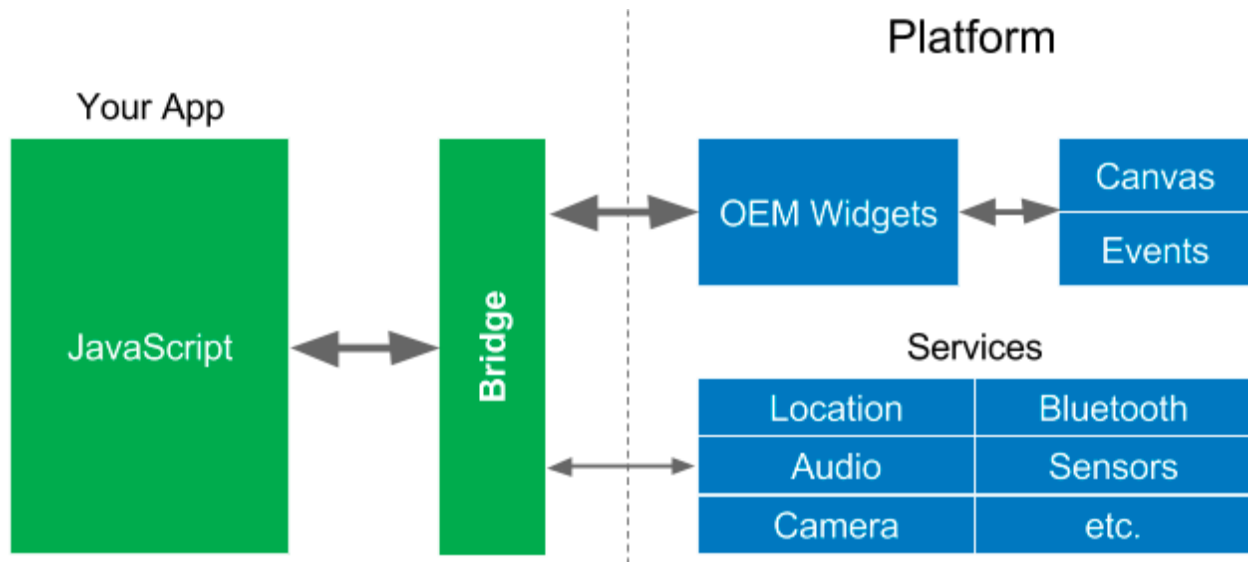 Platform
Your App
JavaScript
Bridge
OEM Widgets
Canvas
Events
Services
Location
Bluetooth
Audio
Sensors
Camera
etc.